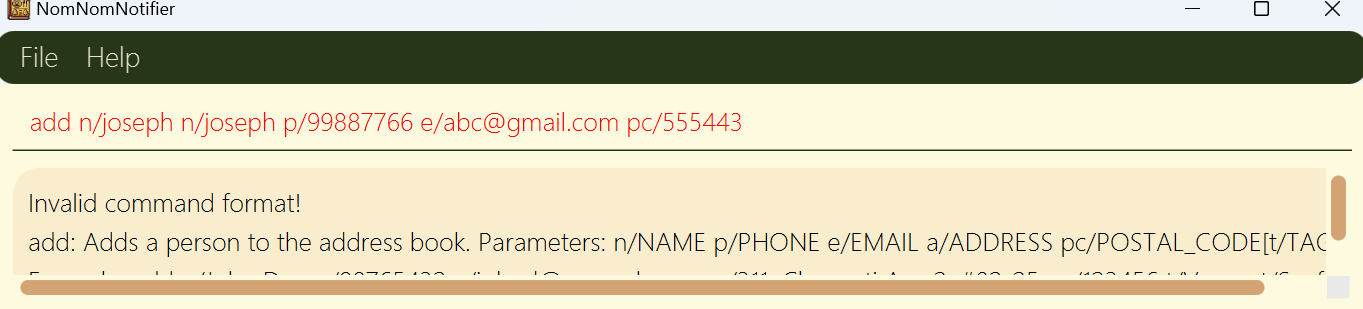 NomNomNotifier
File Help
add n/joseph n/joseph p/99887766 e/abc@gmail.com pc/555443
Invalid command format!
add: Adds a person to the address book. Parameters: n/NAME p/PHONE e/EMAIL a/ADDRESS pc/POSTAL_CODE[t/TAG